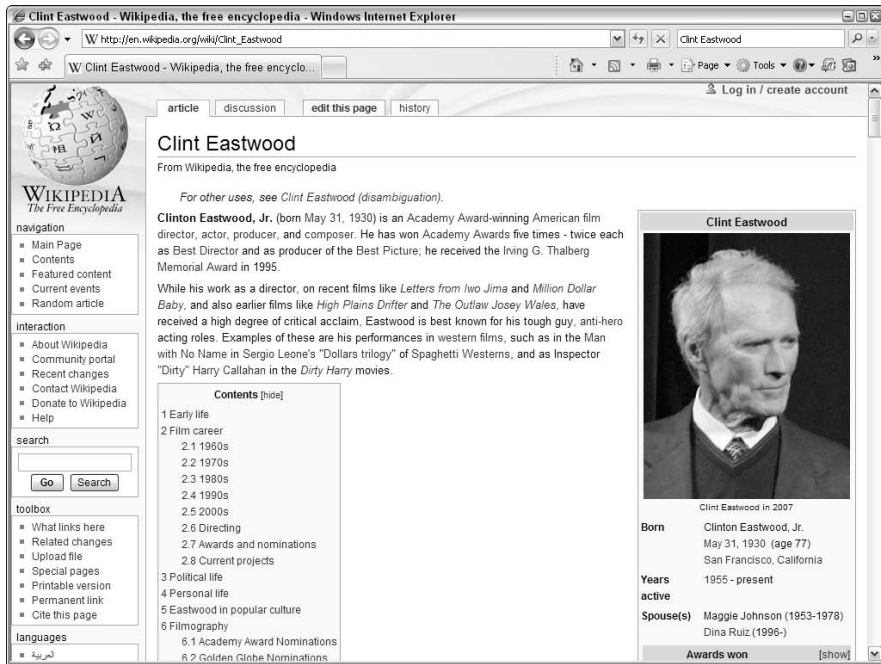 Clint Eastwood - Wikipedia, the free encyclopedia - Windows Internet Explorer
W http://en.wikipedia.org/wiki/Clint_Eastwood
Clint Eastwood
W Clint Eastwood - Wikipedia, the free encyclo...
Page
Tools
»
Log in / create account
article
discussion
edit this page
history
WIKIPEDIA
The Free Encyclopedia
navigation
Main Page
Contents
Featured content
Current events
Random article
interaction
About Wikipedia
Community portal
Recent changes
Contact Wikipedia
Donate to Wikipedia
Help
search
Go
Search
toolbox
What links here
Related changes
Upload file
Special pages
Printable version
Permanent link
Cite this page
languages
العربية
Clint Eastwood
From Wikipedia, the free encyclopedia
For other uses, see Clint Eastwood (disambiguation).
Clinton Eastwood, Jr. (born May 31, 1930) is an Academy Award-winning American film
director, actor, producer, and composer. He has won Academy Awards five times - twice each
as Best Director and as producer of the Best Picture; he received the Irving G. Thalberg
Memorial Award in 1995.
While his work as a director, on recent films like Letters from Iwo Jima and Million Dollar
Baby, and also earlier films like High Plains Drifter and The Outlaw Josey Wales, have
received a high degree of critical acclaim, Eastwood is best known for his tough guy, anti-hero
acting roles. Examples of these are his performances in western films, such as in the Man
with No Name in Sergio Leone's "Dollars trilogy" of Spaghetti Westerns, and as Inspector
"Dirty" Harry Callahan in the Dirty Harry movies.
Contents [hide]
1 Early life
2 Film career
2.1 1960s
2.2 1970s
2.3 1980s
2.4 1990s
2.5 2000s
2.6 Directing
2.7 Awards and nominations
2.8 Current projects
3 Political life
4 Personal life
5 Eastwood in popular culture
6 Filmography
6.1 Academy Award Nominations
6.2 Golden Globe Nominations
Clint Eastwood
Clint Eastwood in 2007
Born Clinton Eastwood, Jr.
May 31, 1930 (age 77)
San Francisco, California
Years 1955 - present
active
Spouse(s) Maggie Johnson (1953-1978)
Dina Ruiz (1996-)
Awards won [show]